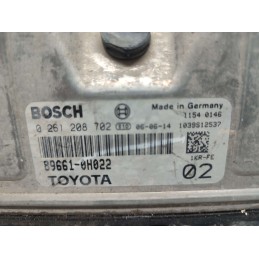 BOSCH Made in Germany
1154 0146
0 261 208 702 06-06-14 1039S12537
89661-0H022 1KR-FE
TOYOTA 02